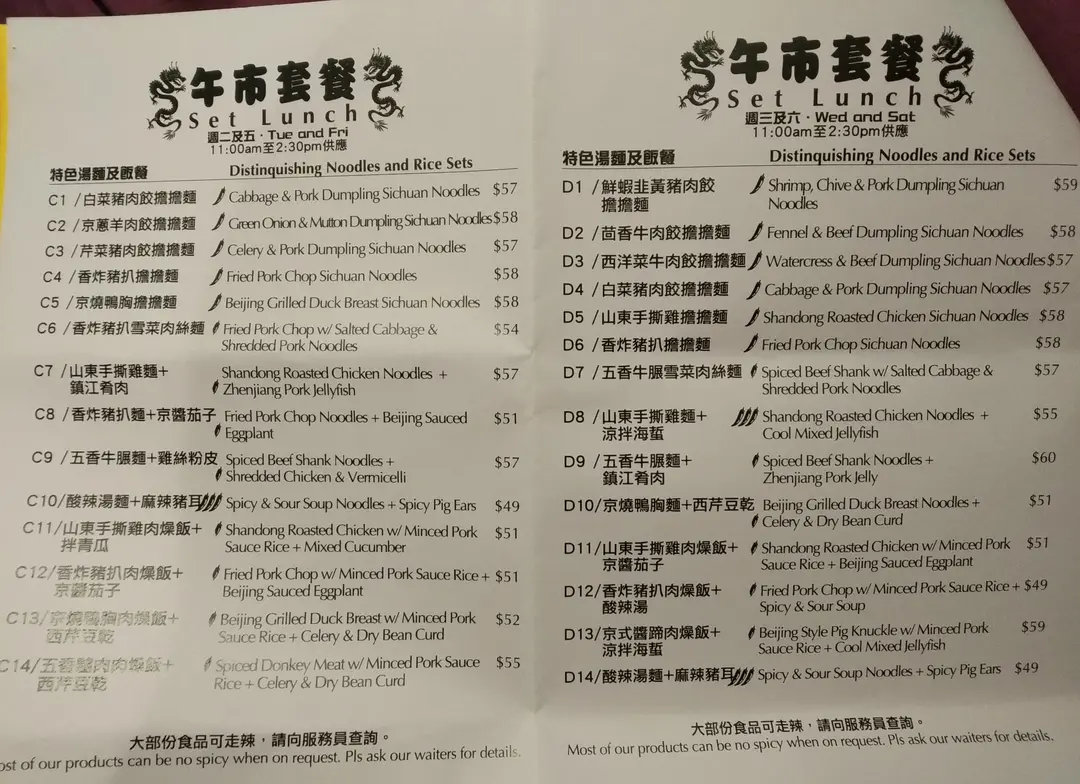 午市套餐
Set Lunch
週二及五·Tue and Fri
11:00am至2:30pm供應
特色湯麵及飯餐 Distinquishing Noodles and Rice Sets
C1 /白菜豬肉餃擔擔麵 Cabbage & Pork Dumpling Sichuan Noodles $57
C2 /京蔥羊肉餃擔擔麵 Green Onion & Mutton Dumpling Sichuan Noodles $58
C3 /芹菜豬肉餃擔擔麵 Celery & Pork Dumpling Sichuan Noodles $57
C4 /香炸豬扒擔擔麵 Fried Pork Chop Sichuan Noodles $58
C5 /京燒鴨胸擔擔麵 Beijing Grilled Duck Breast Sichuan Noodles $58
C6 /香炸豬扒雪菜肉絲麵 Fried Pork Chop w/ Salted Cabbage & $54
Shredded Pork Noodles
C7 /山東手撕雞麵+ Shandong Roasted Chicken Noodles + $57
鎮江肴肉 Zhenjiang Pork Jellyfish
C8 /香炸豬扒麵+京醬茄子 Fried Pork Chop Noodles + Beijing Sauced $51
Eggplant
C9 /五香牛𦟌麵+雞絲粉皮 Spiced Beef Shank Noodles + $57
Shredded Chicken & Vermicelli
C10/酸辣湯麵+麻辣豬耳 Spicy & Sour Soup Noodles + Spicy Pig Ears $49
C11/山東手撕雞肉燥飯+ Shandong Roasted Chicken w/ Minced Pork $51
拌青瓜 Sauce Rice + Mixed Cucumber
C12/香炸豬扒肉燥飯+ Fried Pork Chop w/ Minced Pork Sauce Rice + $51
京醬茄子 Beijing Sauced Eggplant
C13/京燒鴨胸肉燥飯+ Beijing Grilled Duck Breast w/ Minced Pork $52
西芹豆乾 Sauce Rice + Celery & Dry Bean Curd
C14/五香驢肉肉燥飯+ Spiced Donkey Meat w/ Minced Pork Sauce $55
西芹豆乾 Rice + Celery & Dry Bean Curd
大部份食品可走辣,請向服務員查詢。
ost of our products can be no spicy when on request. Pls ask our waiters for details.
午市套餐
Set Lunch
週三及六·Wed and Sat
11:00am至2:30pm供應
特色湯麵及飯餐 Distinquishing Noodles and Rice Sets
D1 /鮮蝦韭黃豬肉餃 Shrimp, Chive & Pork Dumpling Sichuan $59
擔擔麵 Noodles
D2 /茴香牛肉餃擔擔麵 Fennel & Beef Dumpling Sichuan Noodles $58
D3 /西洋菜牛肉餃擔擔麵 Watercress & Beef Dumpling Sichuan Noodles $57
D4 /白菜豬肉餃擔擔麵 Cabbage & Pork Dumpling Sichuan Noodles $57
D5 /山東手撕雞擔擔麵 Shandong Roasted Chicken Sichuan Noodles $58
D6 /香炸豬扒擔擔麵 Fried Pork Chop Sichuan Noodles $58
D7 /五香牛𦟌雪菜肉絲麵 Spiced Beef Shank w/ Salted Cabbage & $57
Shredded Pork Noodles
D8 /山東手撕雞麵+ Shandong Roasted Chicken Noodles + $55
涼拌海蜇 Cool Mixed Jellyfish
D9 /五香牛𦟌麵+ Spiced Beef Shank Noodles + $60
鎮江肴肉 Zhenjiang Pork Jelly
D10/京燒鴨胸麵+西芹豆乾 Beijing Grilled Duck Breast Noodles + $51
Celery & Dry Bean Curd
D11/山東手撕雞肉燥飯+ Shandong Roasted Chicken w/ Minced Pork $51
京醬茄子 Sauce Rice + Beijing Sauced Eggplant
D12/香炸豬扒肉燥飯+ Fried Pork Chop w/ Minced Pork Sauce Rice + $49
酸辣湯 Spicy & Sour Soup
D13/京式醬蹄肉燥飯+ Beijing Style Pig Knuckle w/ Minced Pork $59
涼拌海蜇 Sauce Rice + Cool Mixed Jellyfish
D14/酸辣湯麵+麻辣豬耳 Spicy & Sour Soup Noodles + Spicy Pig Ears $49
大部份食品可走辣,請向服務員查詢。
Most of our products can be no spicy when on request. Pls ask our waiters for details.